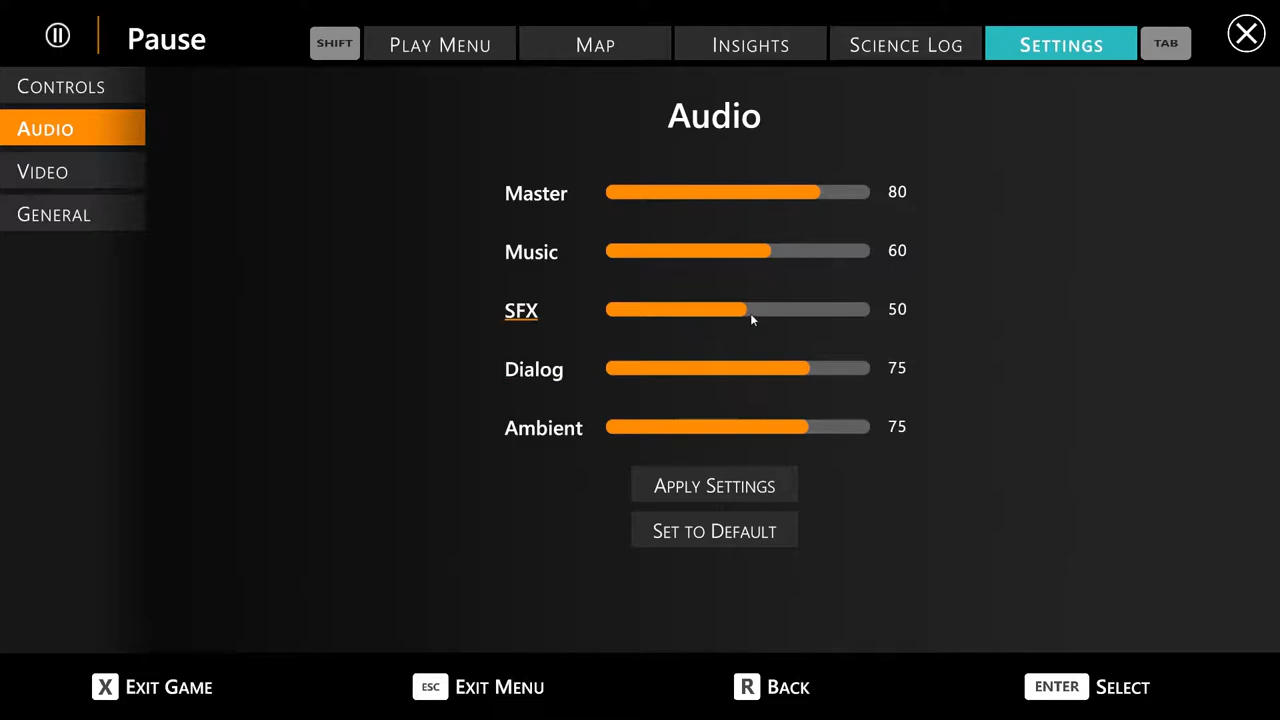 Pause
SHIFT
PLAY MENU
MAP
INSIGHTS
SCIENCE LOG
SETTINGS
TAB
CONTROLS
AUDIO
VIDEO
GENERAL
Audio
Master 80
Music 60
SFX 50
Dialog 75
Ambient 75
APPLY SETTINGS
SET TO DEFAULT
X EXIT GAME
ESC EXIT MENU
R BACK
ENTER SELECT